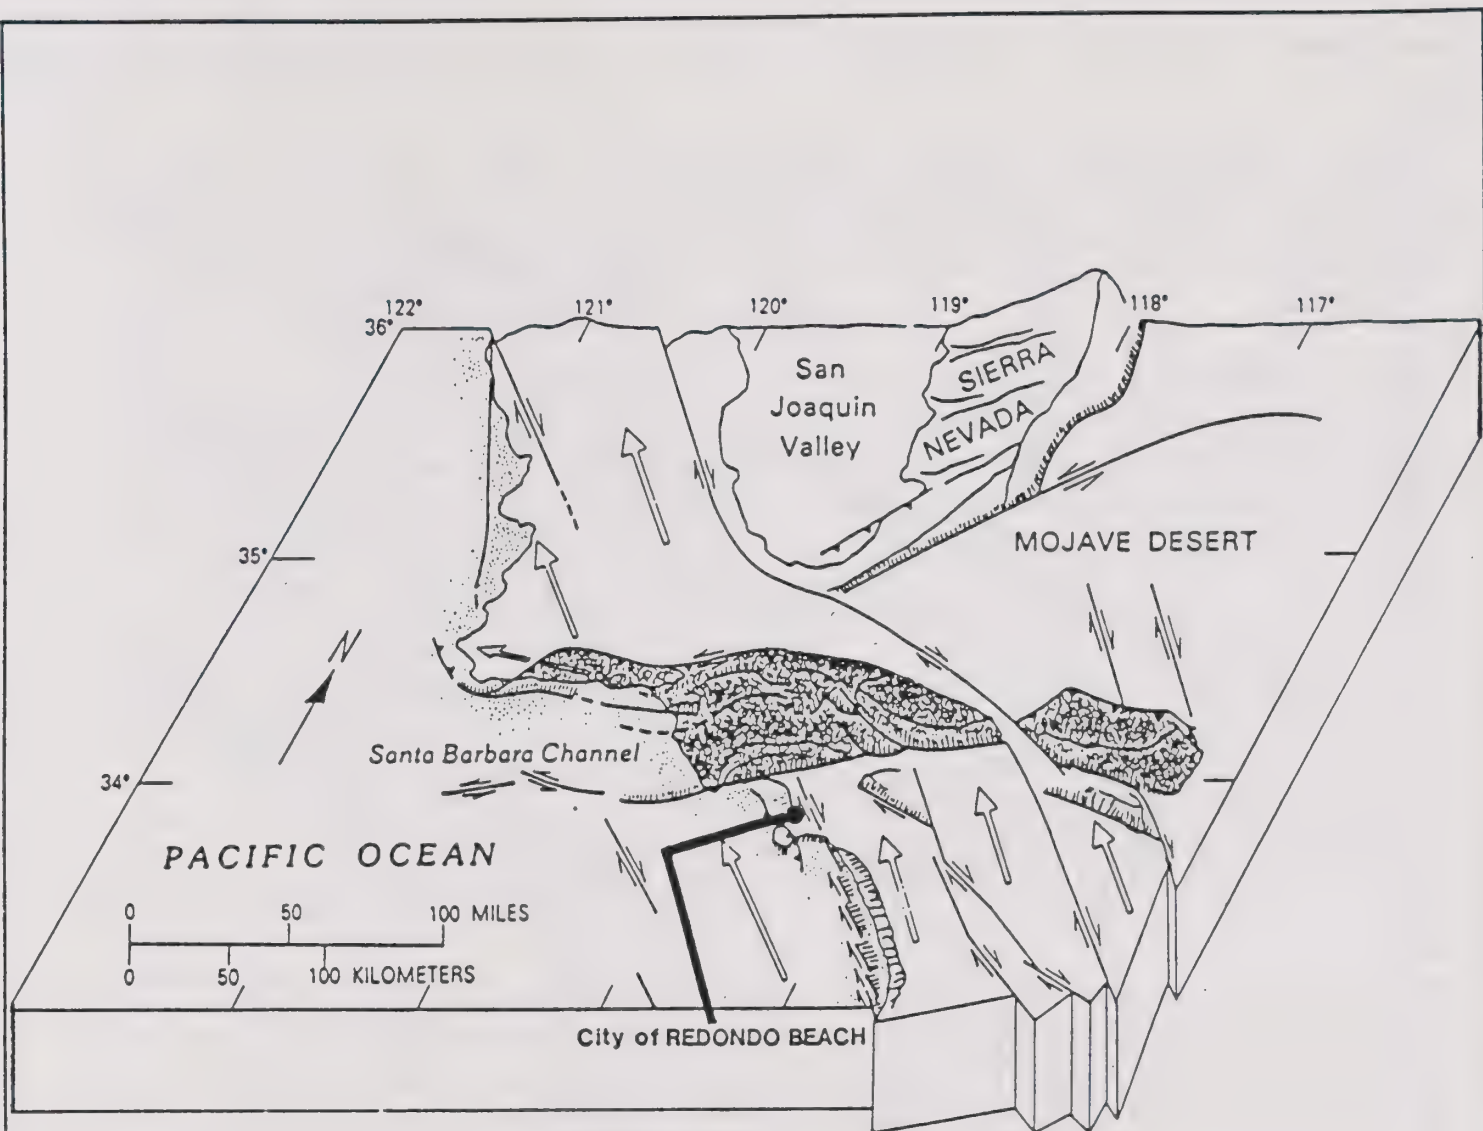 122°
121°
120°
119°
118°
117°
36°
San
Joaquin
Valley
SIERRA
NEVADA
35°
MOJAVE DESERT
N
Santa Barbara Channel
34°
PACIFIC OCEAN
0 50 100 MILES
0 50 100 KILOMETERS
City of REDONDO BEACH